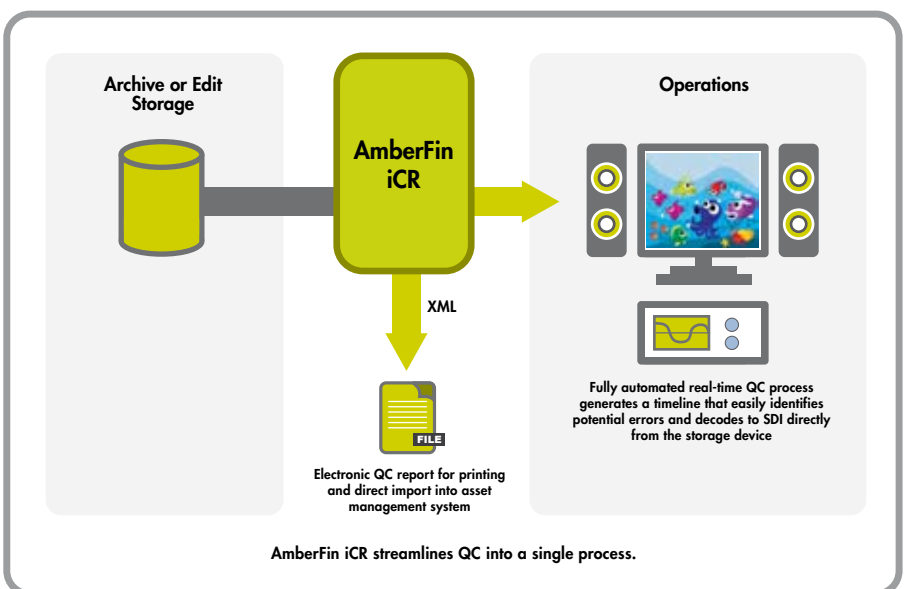 Archive or Edit
Storage
AmberFin
iCR
Operations
XML
FILE
Fully automated real-time QC process
generates a timeline that easily identifies
potential errors and decodes to SDI directly
from the storage device
Electronic QC report for printing
and direct import into asset
management system
AmberFin iCR streamlines QC into a single process.